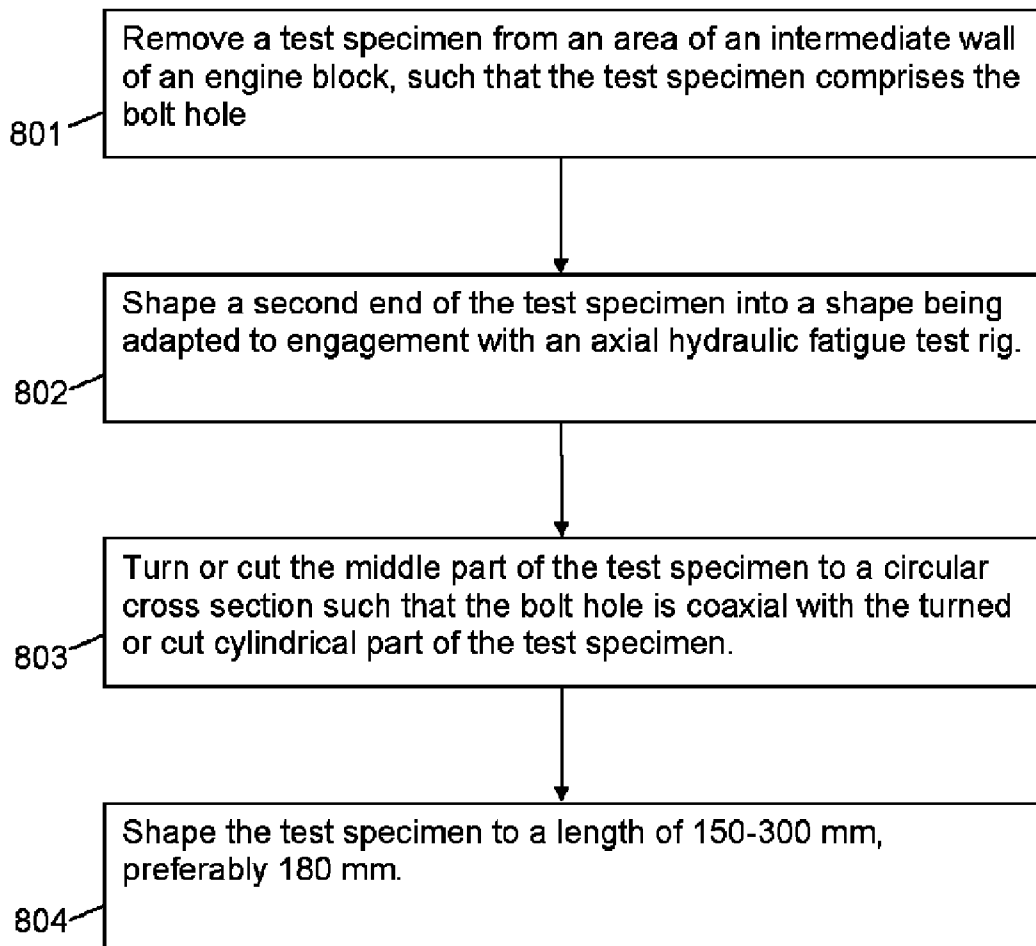 Remove a test specimen from an area of an intermediate wall
of an engine block, such that the test specimen comprises the
bolt hole
801
Shape a second end of the test specimen into a shape being
adapted to engagement with an axial hydraulic fatigue test rig.
802
Turn or cut the middle part of the test specimen to a circular
cross section such that the bolt hole is coaxial with the turned
or cut cylindrical part of the test specimen.
803
Shape the test specimen to a length of 150-300 mm,
preferably 180 mm.
804